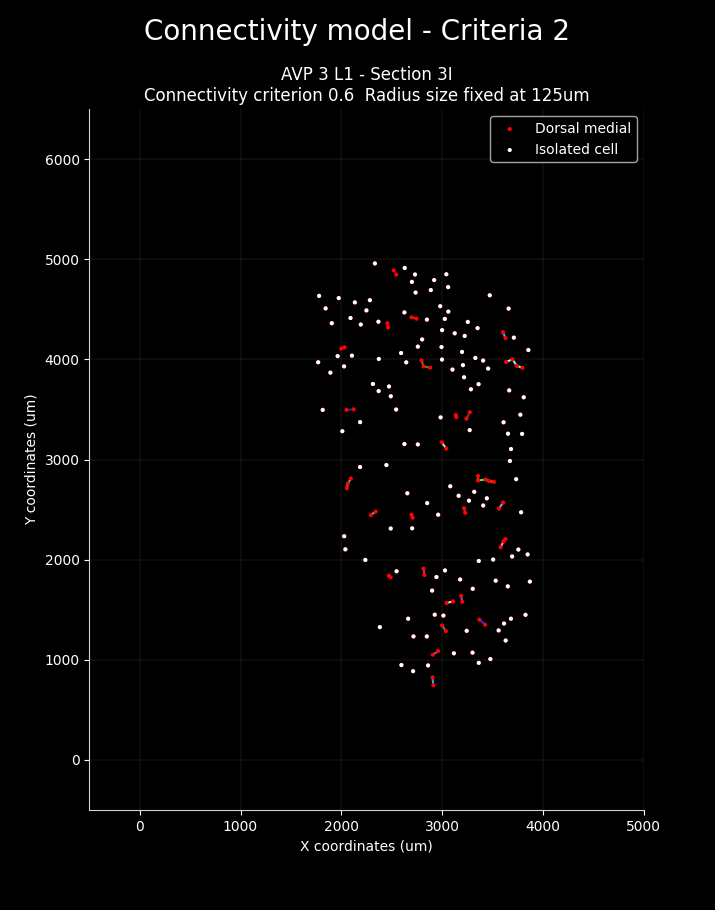 Connectivity model - Criteria 2
AVP 3 L1 - Section 3I
Connectivity criterion 0.6  Radius size fixed at 125um
Dorsal medial
Isolated cell
6000
5000
4000
3000
2000
1000
0
Y coordinates (um)
0 1000 2000 3000 4000 5000
X coordinates (um)